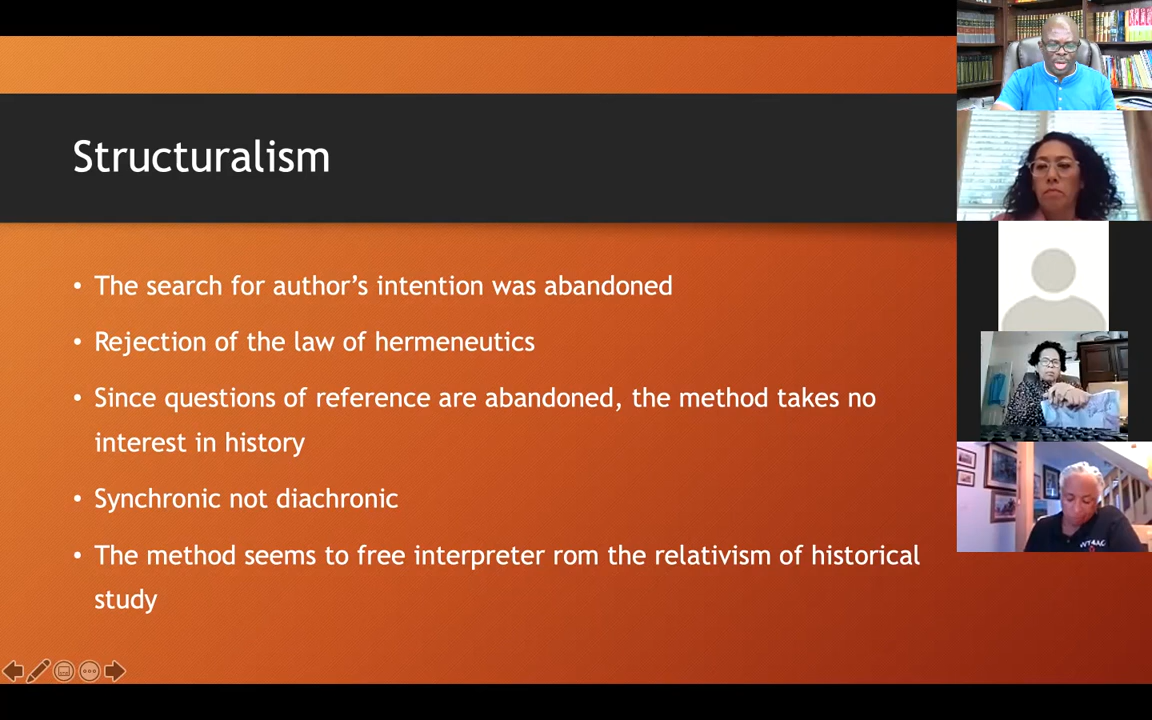 Structuralism
• The search for author’s intention was abandoned
• Rejection of the law of hermeneutics
• Since questions of reference are abandoned, the method takes no
interest in history
• Synchronic not diachronic
• The method seems to free interpreter rom the relativism of historical
study